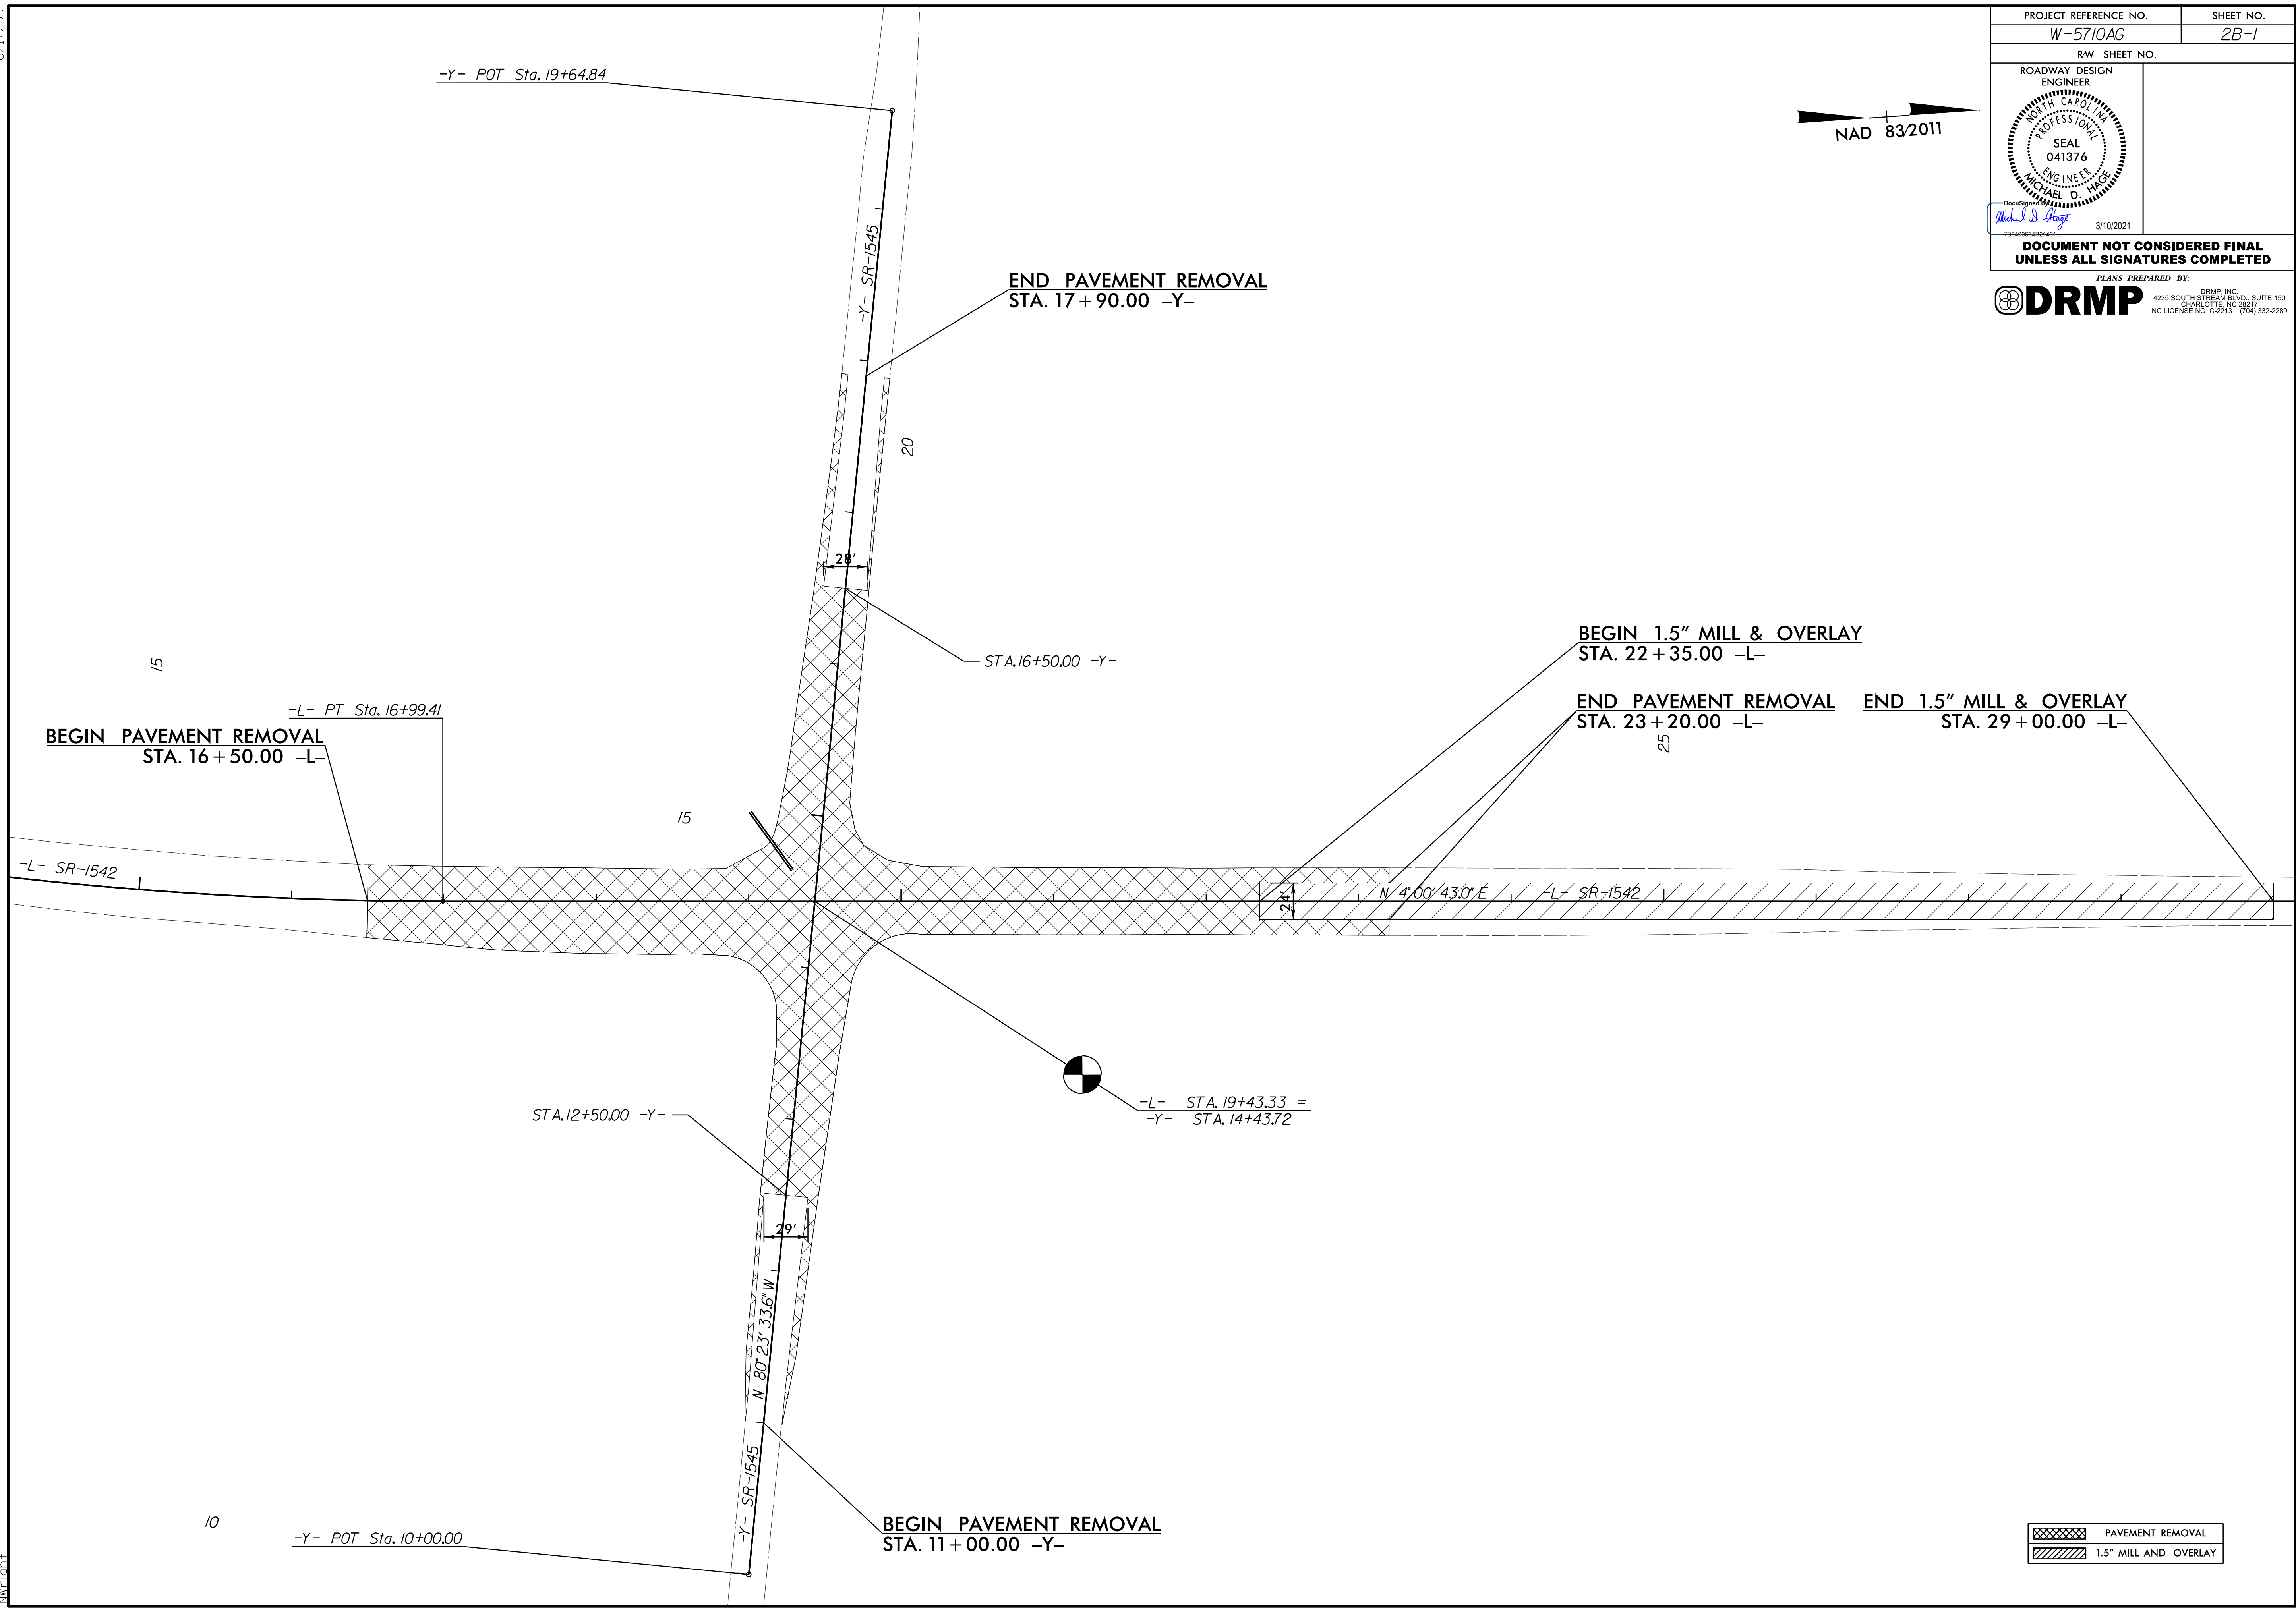 PROJECT REFERENCE NO.
SHEET NO.
W-5710AG
2B-1
R/W SHEET NO.
ROADWAY DESIGN
ENGINEER
NORTH CAROLINA
PROFESSIONAL
SEAL
041376
ENGINEER
MICHAEL D. HAGE
DocuSigned by
Michael D. Hage
3/10/2021
DOCUMENT NOT CONSIDERED FINAL
UNLESS ALL SIGNATURES COMPLETED
PLANS PREPARED BY:
DRMP
DRMP, INC.
4235 SOUTH STREAM BLVD., SUITE 150
CHARLOTTE, NC 28217
NC LICENSE NO. C-2213 (704) 332-2289
NAD 83/2011
-Y- POT Sta. 19+64.84
-Y- SR-1545
END PAVEMENT REMOVAL
STA. 17+90.00 -Y-
20
28'
STA.16+50.00 -Y-
BEGIN 1.5" MILL & OVERLAY
STA. 22+35.00 -L-
END PAVEMENT REMOVAL
STA. 23+20.00 -L-
END 1.5" MILL & OVERLAY
STA. 29+00.00 -L-
25
15
-L- PT Sta. 16+99.41
BEGIN PAVEMENT REMOVAL
STA. 16+50.00 -L-
15
-L- SR-1542
24'
N 4°00'43.0" E
-L- SR-1542
-L- STA. 19+43.33 =
-Y- STA. 14+43.72
STA.12+50.00 -Y-
29'
N 80°23'33.6" W
-Y- SR-1545
BEGIN PAVEMENT REMOVAL
STA. 11+00.00 -Y-
10
-Y- POT Sta. 10+00.00
PAVEMENT REMOVAL
1.5" MILL AND OVERLAY